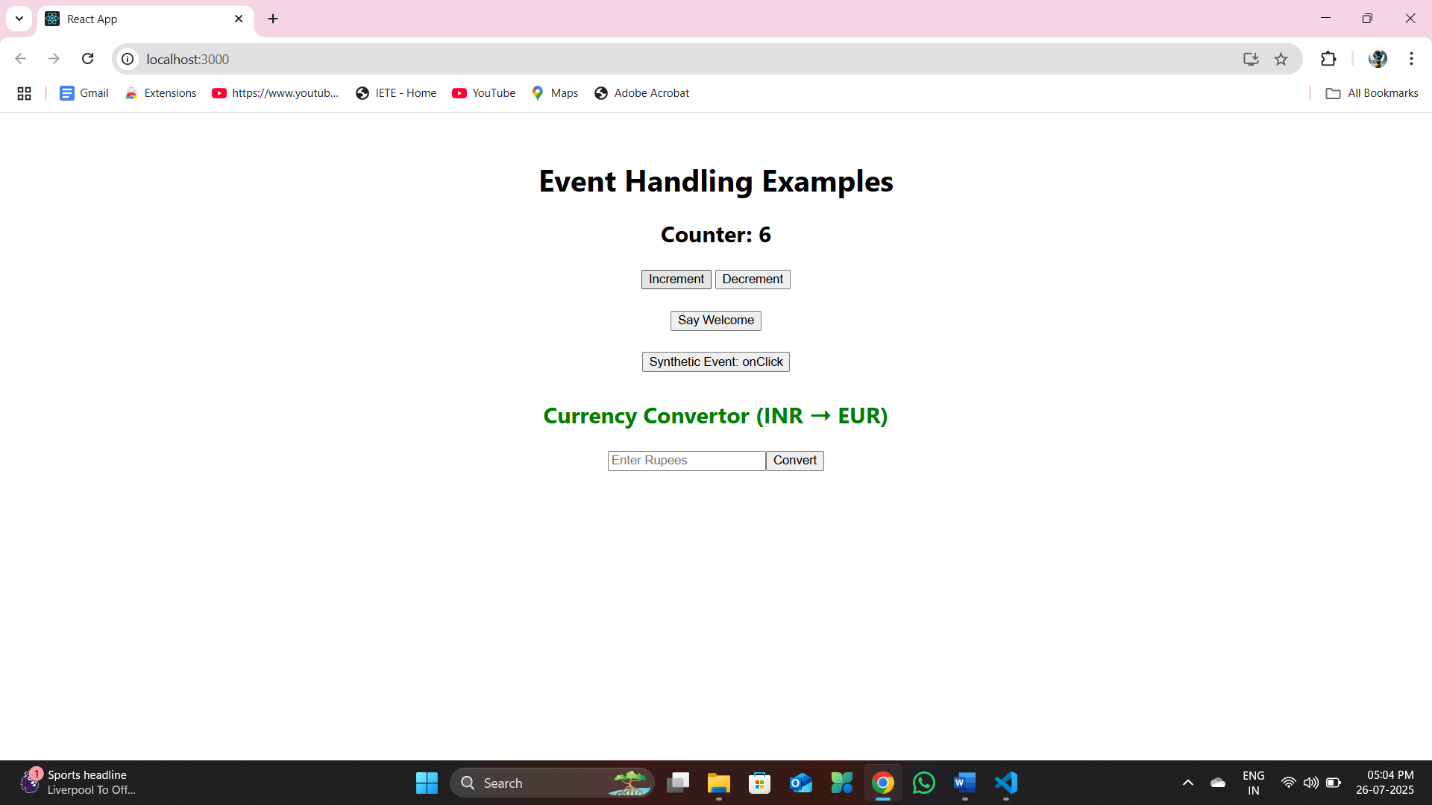 React App
localhost:3000
Gmail Extensions https://www.youtub... IETE - Home YouTube Maps Adobe Acrobat All Bookmarks
Event Handling Examples
Counter: 6
Increment Decrement
Say Welcome
Synthetic Event: onClick
Currency Convertor (INR → EUR)
Enter Rupees Convert
1 Sports headline
Liverpool To Off...
Search
W
ENG
IN
05:04 PM
26-07-2025